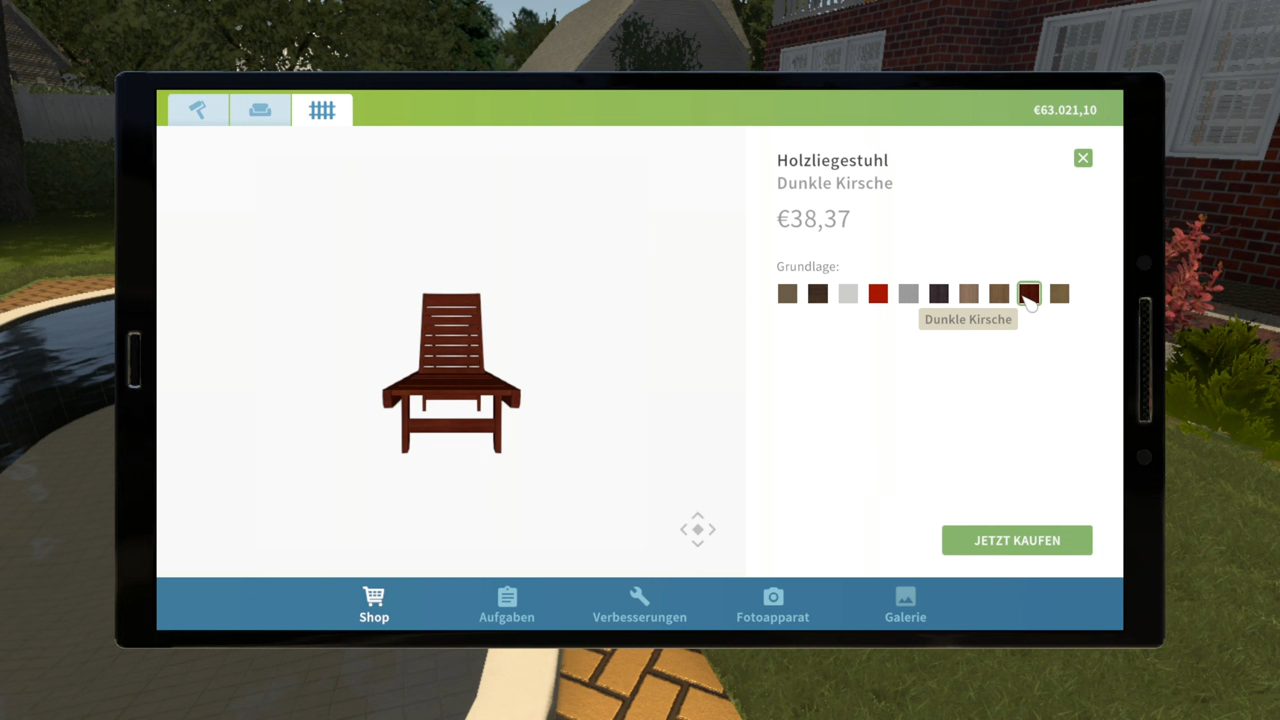 €63.021,10
Holzliegestuhl
Dunkle Kirsche
€38,37
Grundlage:
Dunkle Kirsche
JETZT KAUFEN
Shop
Aufgaben
Verbesserungen
Fotoapparat
Galerie